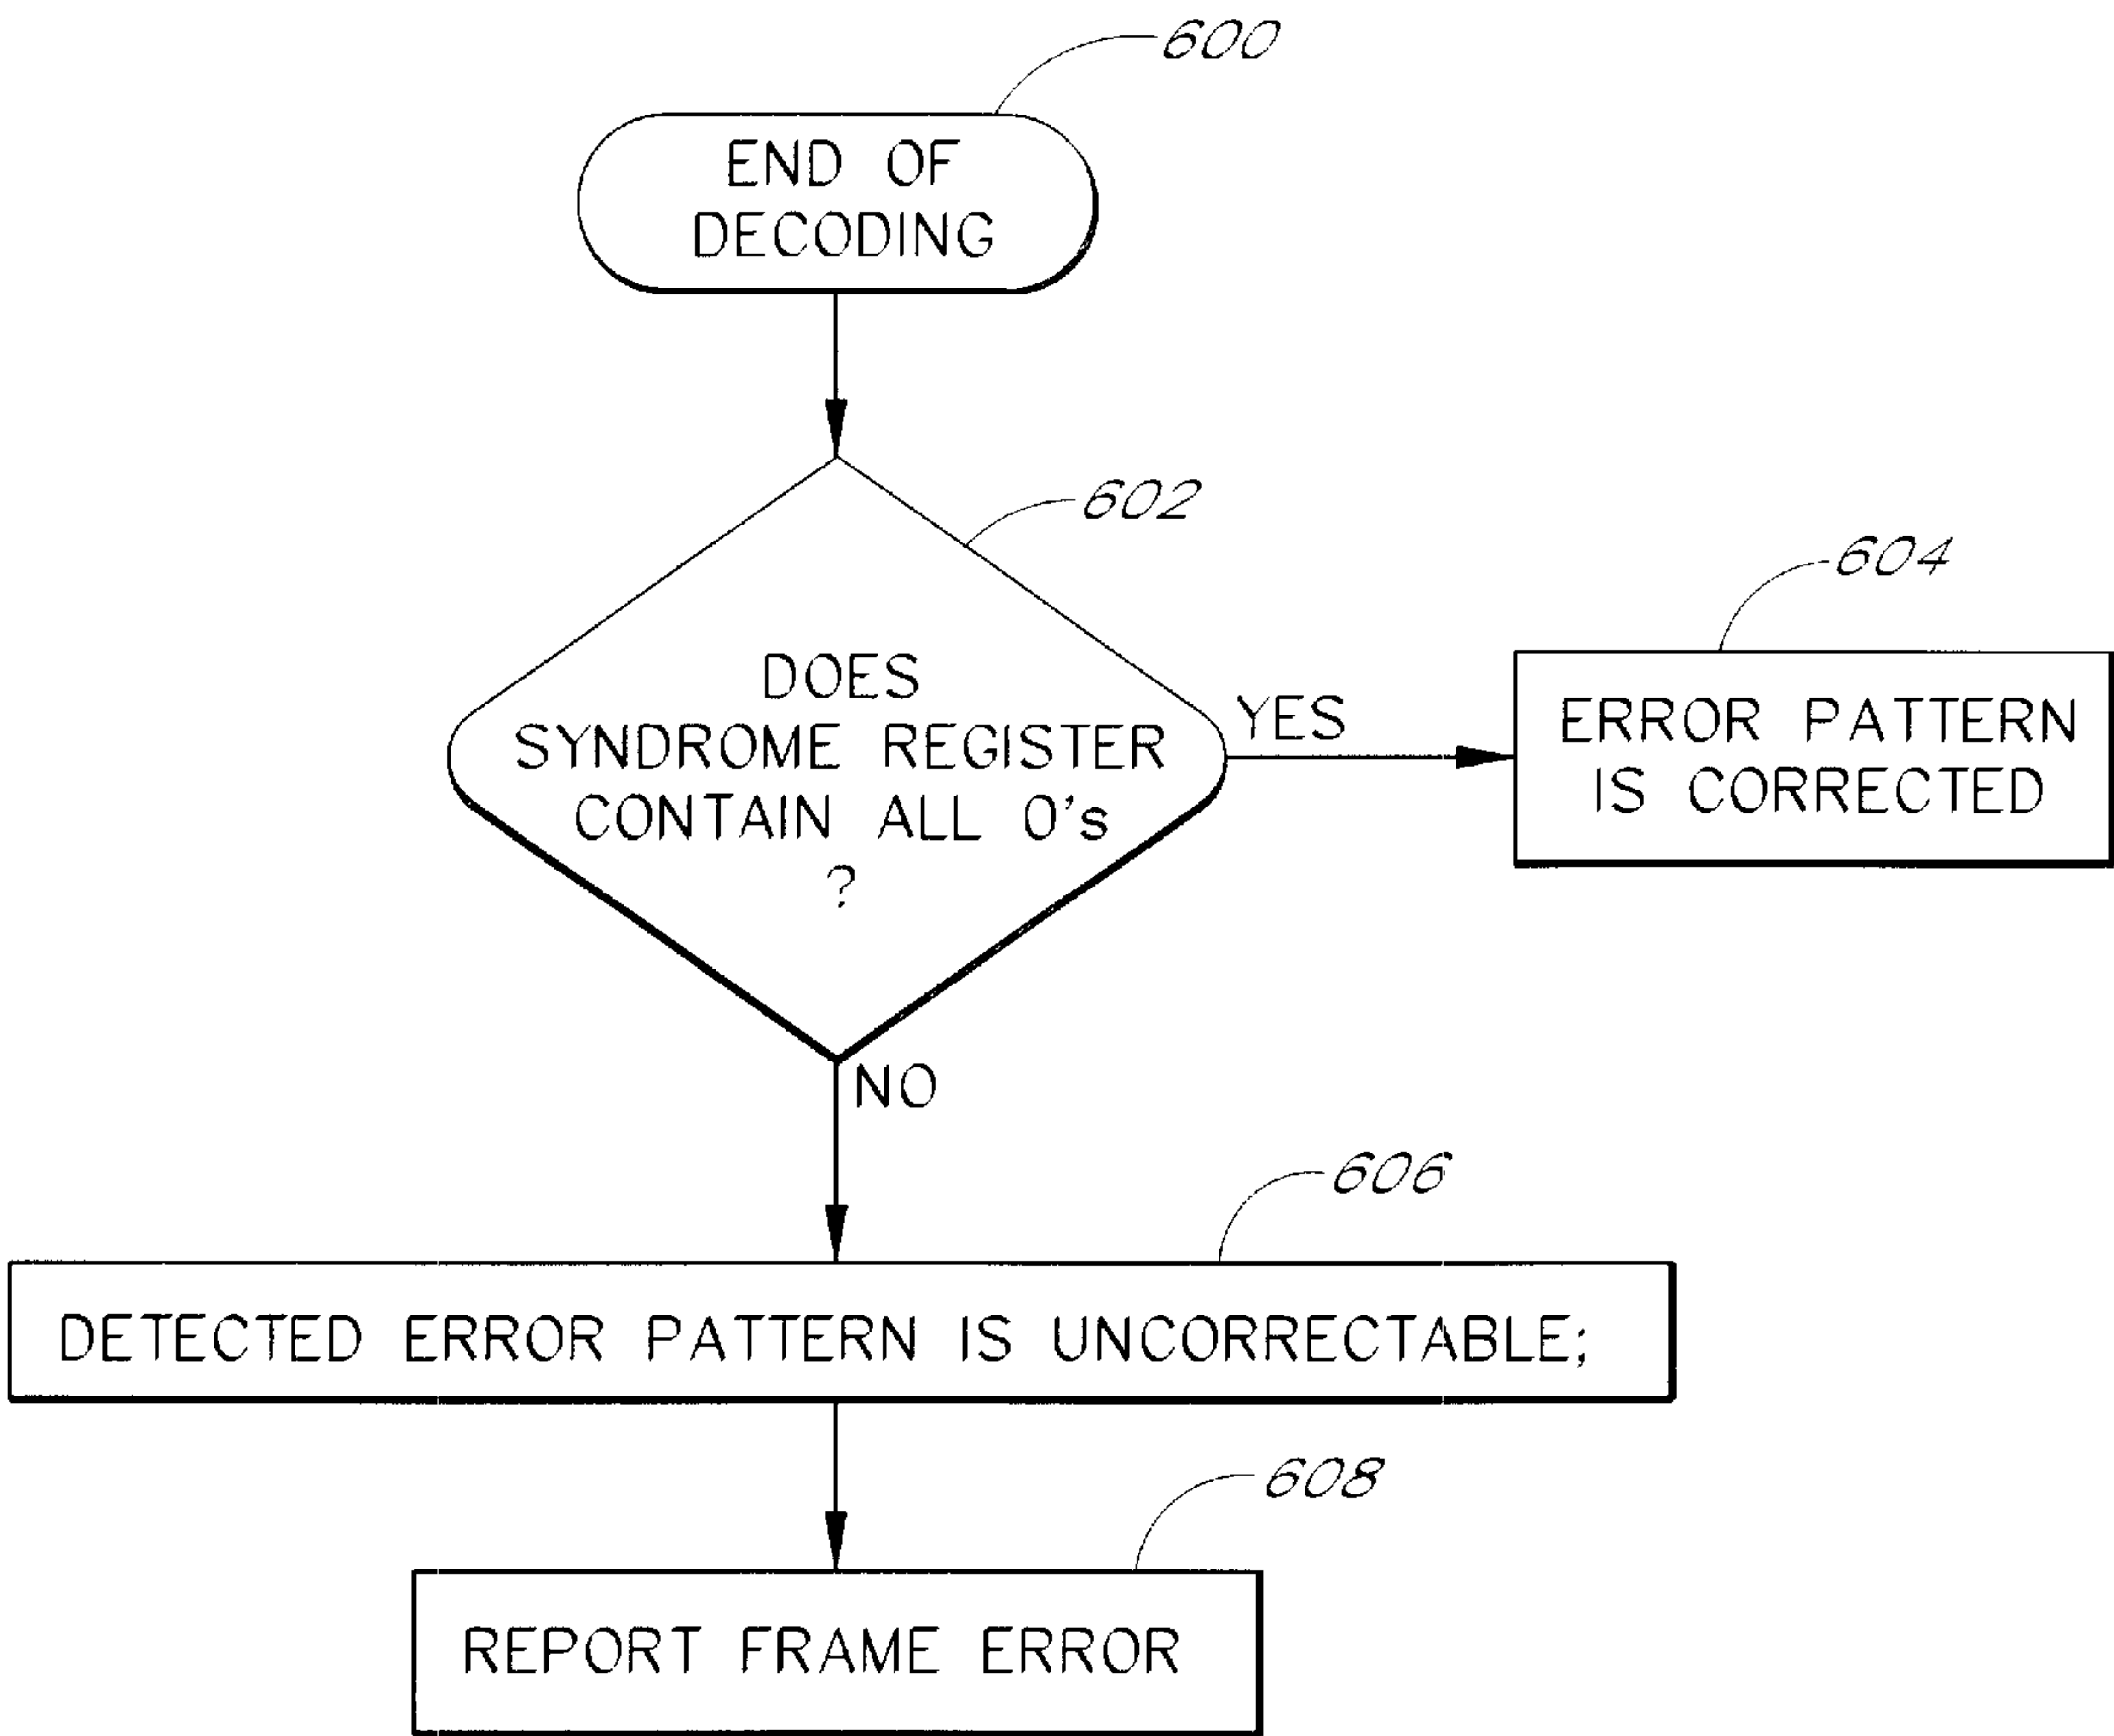 600
END OF
DECODING
602
DOES
SYNDROME REGISTER
CONTAIN ALL 0's
?
YES
604
ERROR PATTERN
IS CORRECTED
NO
606
DETECTED ERROR PATTERN IS UNCORRECTABLE;
608
REPORT FRAME ERROR